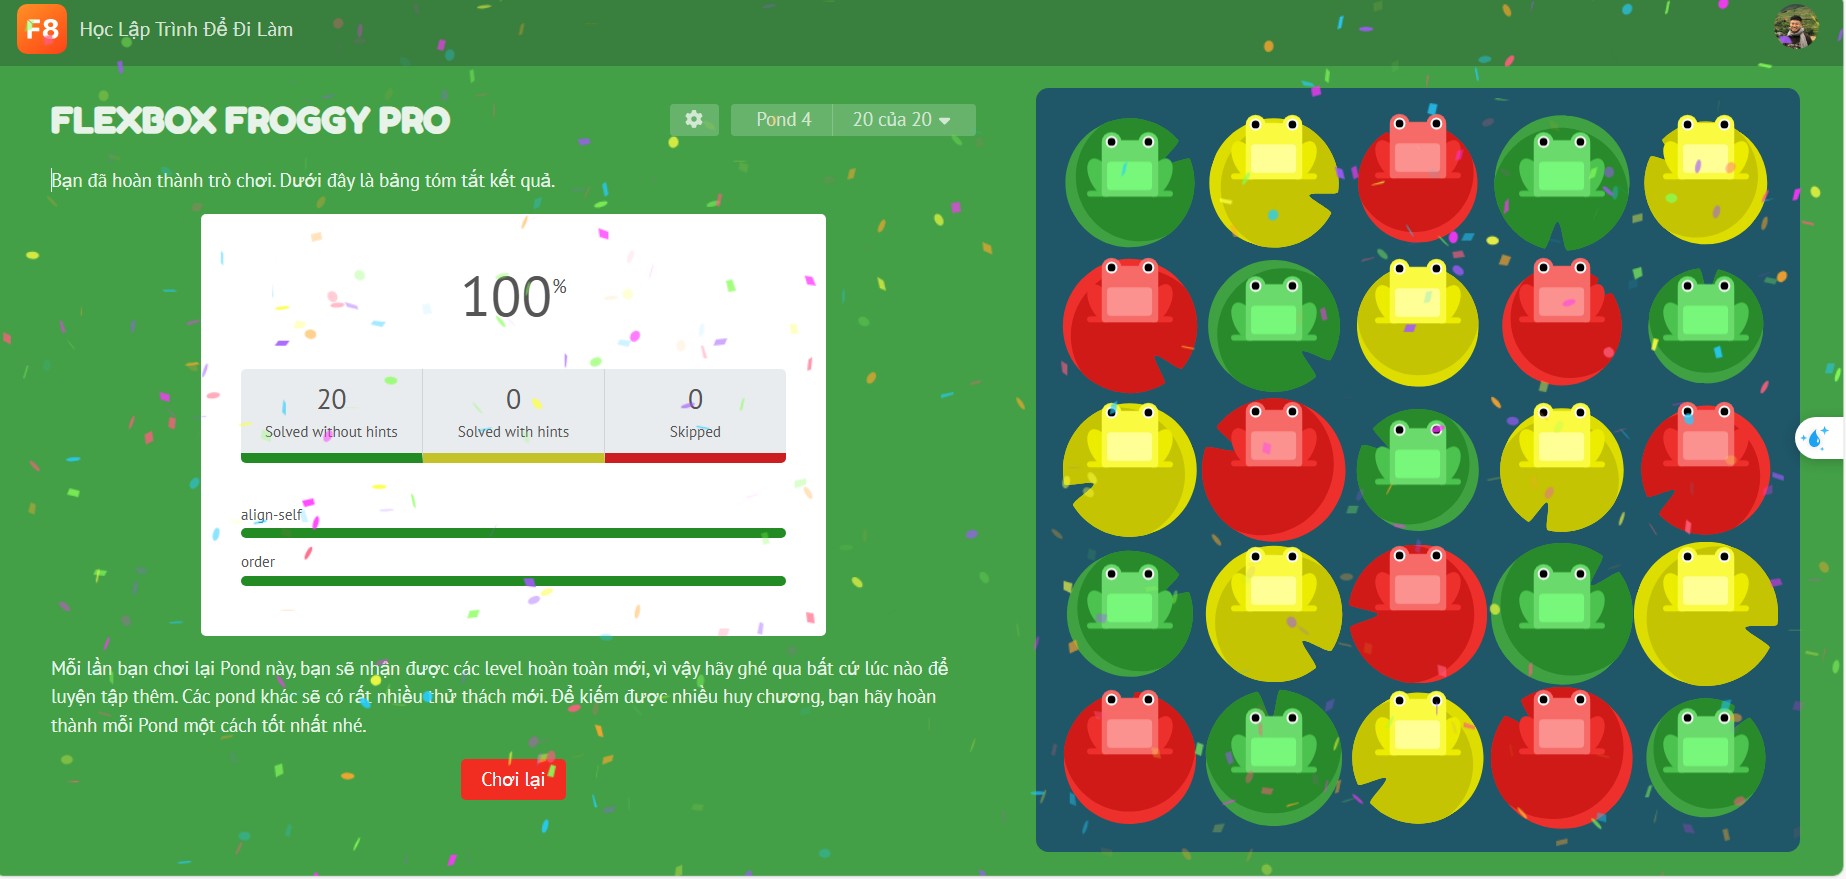 F8 Học Lập Trình Để Đi Làm
FLEXBOX FROGGY PRO
Pond 4
20 của 20
Bạn đã hoàn thành trò chơi. Dưới đây là bảng tóm tắt kết quả.
100%
20
Solved without hints
0
Solved with hints
0
Skipped
align-self
order
Mỗi lần bạn chơi lại Pond này, bạn sẽ nhận được các level hoàn toàn mới, vì vậy hãy ghé qua bất cứ lúc nào để
luyện tập thêm. Các pond khác sẽ có rất nhiều thử thách mới. Để kiếm được nhiều huy chương, bạn hãy hoàn
thành mỗi Pond một cách tốt nhất nhé.
Chơi lại